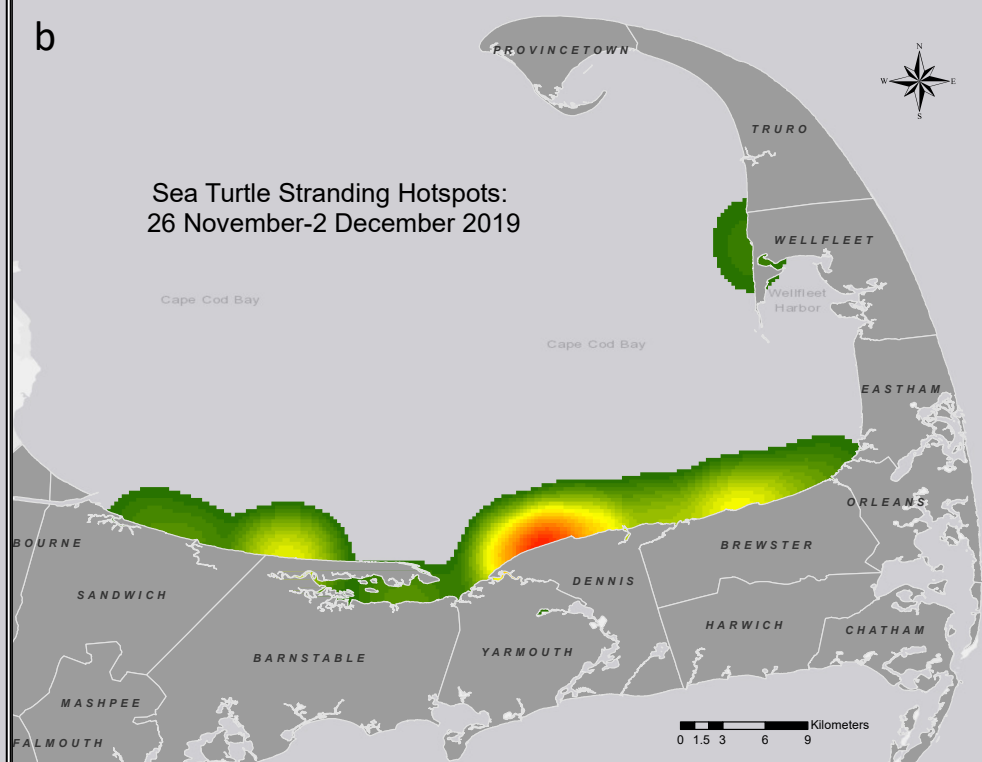 b
PROVINCETOWN
N
W E
S
TRURO
Sea Turtle Stranding Hotspots:
26 November-2 December 2019
WELLFLEET
Cape Cod Bay
Wellfleet
Harbor
Cape Cod Bay
EASTHAM
ORLEANS
BOURNE
BREWSTER
DENNIS
SANDWICH
HARWICH
CHATHAM
YARMOUTH
BARNSTABLE
MASHPEE
Kilometers
0 1.5 3 6 9
FALMOUTH